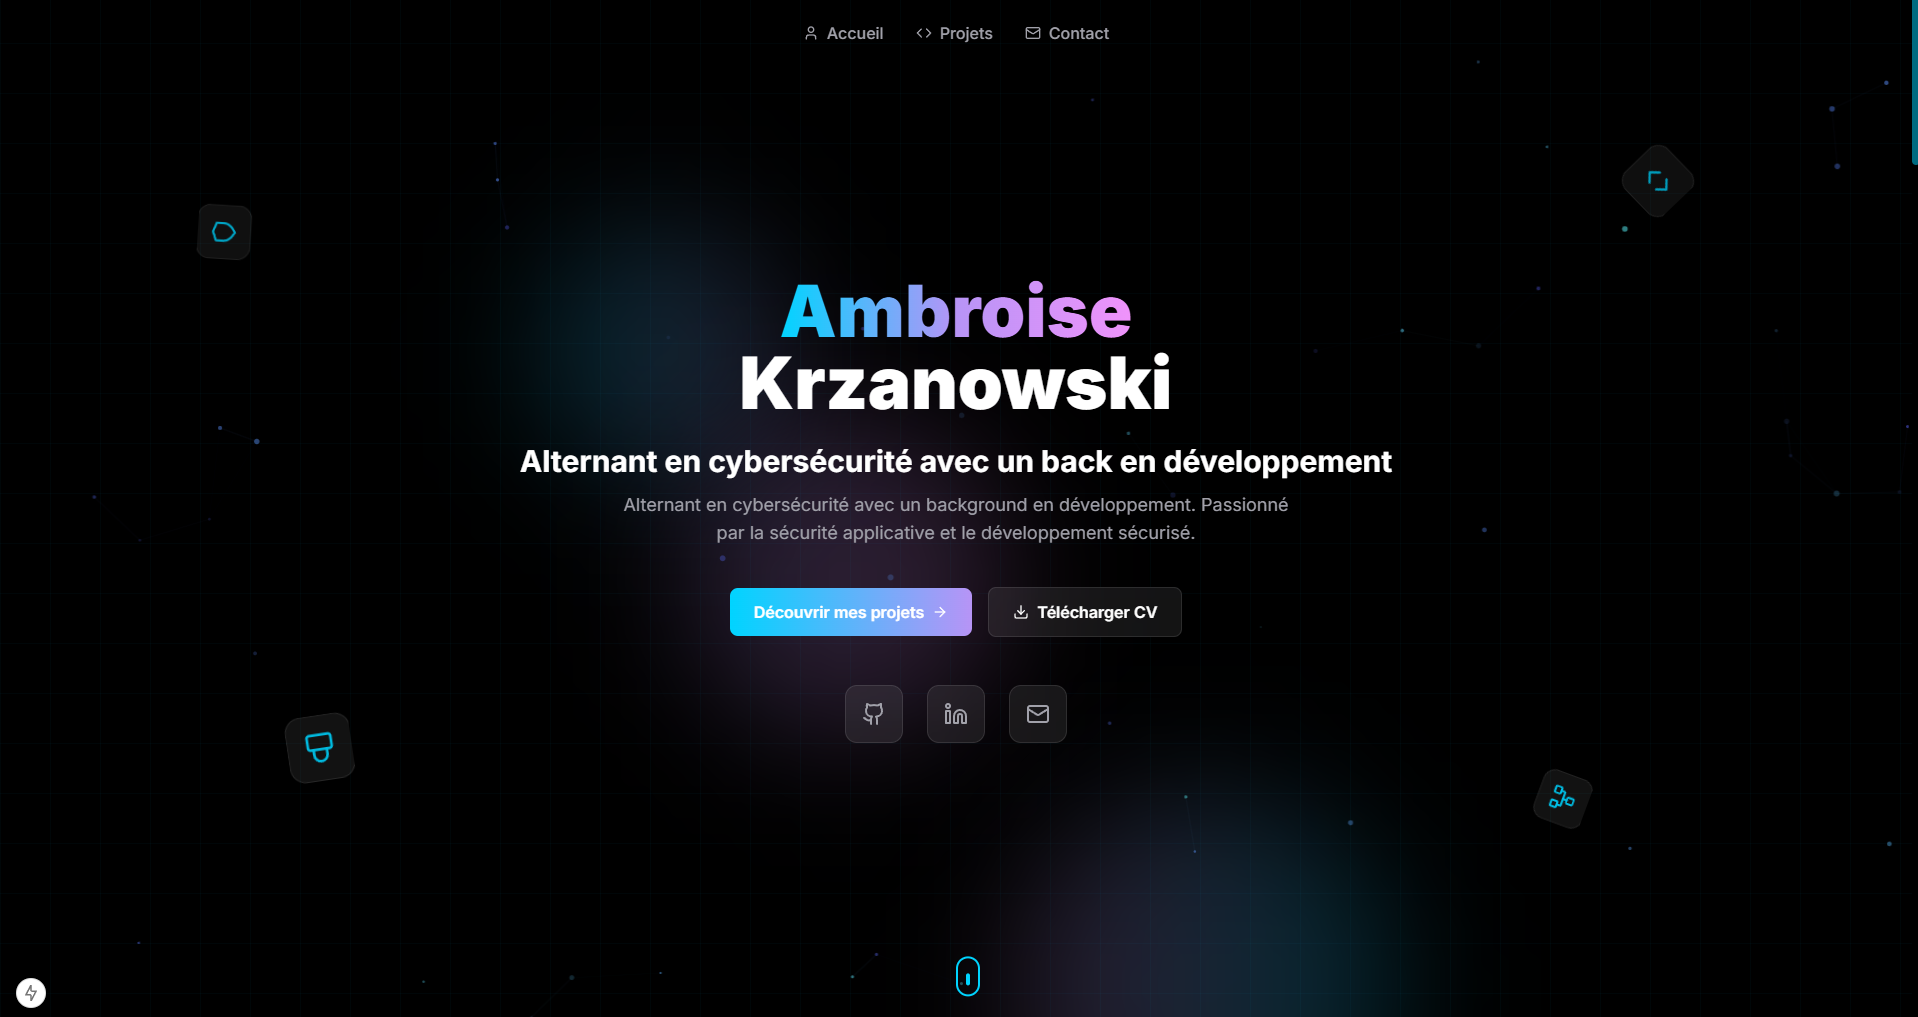 Accueil
Projets
Contact
Ambroise
Krzanowski
Alternant en cybersécurité avec un back en développement
Alternant en cybersécurité avec un background en développement. Passionné
par la sécurité applicative et le développement sécurisé.
Découvrir mes projets
Télécharger CV